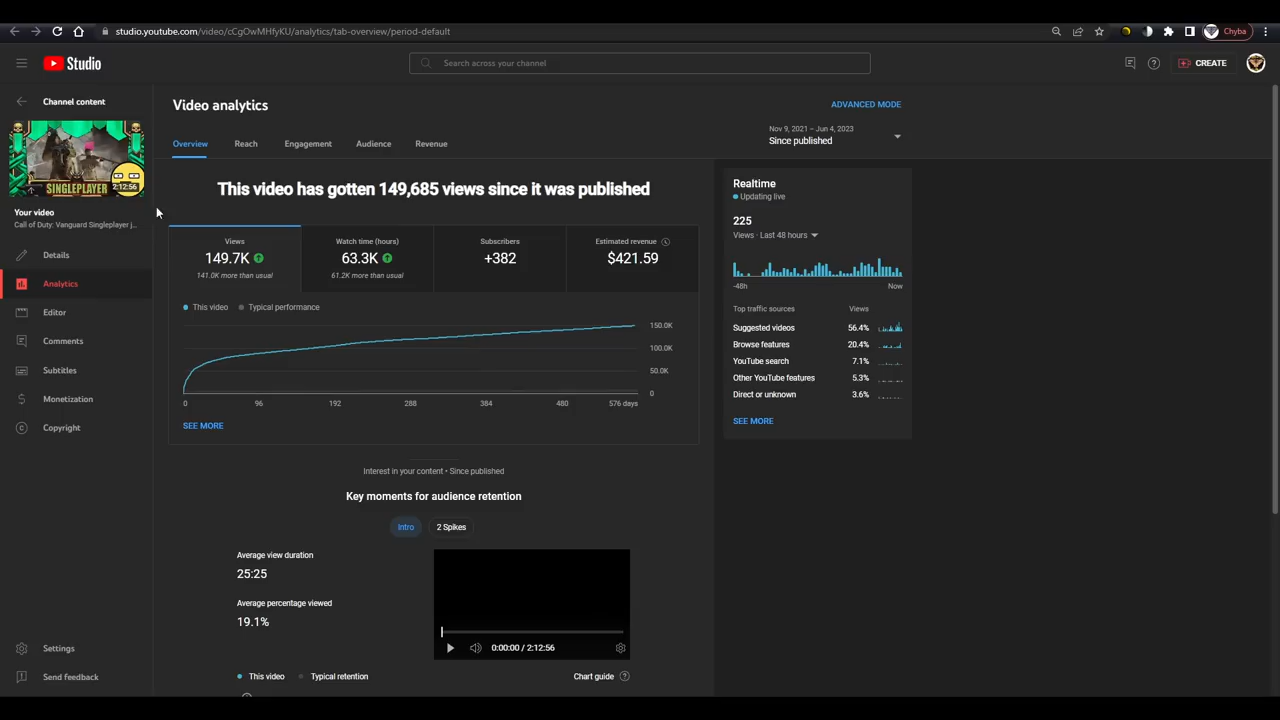 studio.youtube.com/video/cCgOwMHfyKU/analytics/tab-overview/period-default
Chyba
Studio
Search across your channel
CREATE
Channel content
SINGLEPLAYER
2:12:56
Your video
Call of Duty: Vanguard Singleplayer j...
Details
Analytics
Editor
Comments
Subtitles
Monetization
Copyright
Settings
Send feedback
Video analytics
ADVANCED MODE
Overview
Reach
Engagement
Audience
Revenue
Nov 9, 2021 – Jun 4, 2023
Since published
This video has gotten 149,685 views since it was published
Views
149.7K
141.0K more than usual
Watch time (hours)
63.3K
61.2K more than usual
Subscribers
+382
Estimated revenue
$421.59
This video
Typical performance
150.0K
100.0K
50.0K
0
0
96
192
288
384
480
576 days
SEE MORE
Interest in your content • Since published
Key moments for audience retention
Intro
2 Spikes
Average view duration
25:25
Average percentage viewed
19.1%
0:00:00 / 2:12:56
This video
Typical retention
Chart guide
Realtime
Updating live
225
Views · Last 48 hours
-48h
Now
Top traffic sources
Views
Suggested videos
56.4%
Browse features
20.4%
YouTube search
7.1%
Other YouTube features
5.3%
Direct or unknown
3.6%
SEE MORE